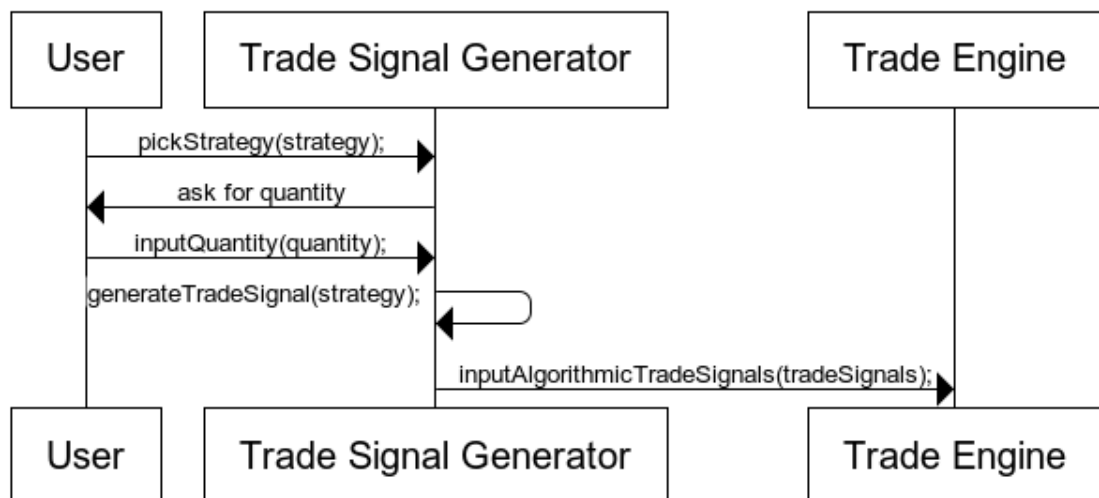 User
Trade Signal Generator
Trade Engine
pickStrategy(strategy);
ask for quantity
inputQuantity(quantity);
generateTradeSignal(strategy);
inputAlgorithmicTradeSignals(tradeSignals);
User
Trade Signal Generator
Trade Engine